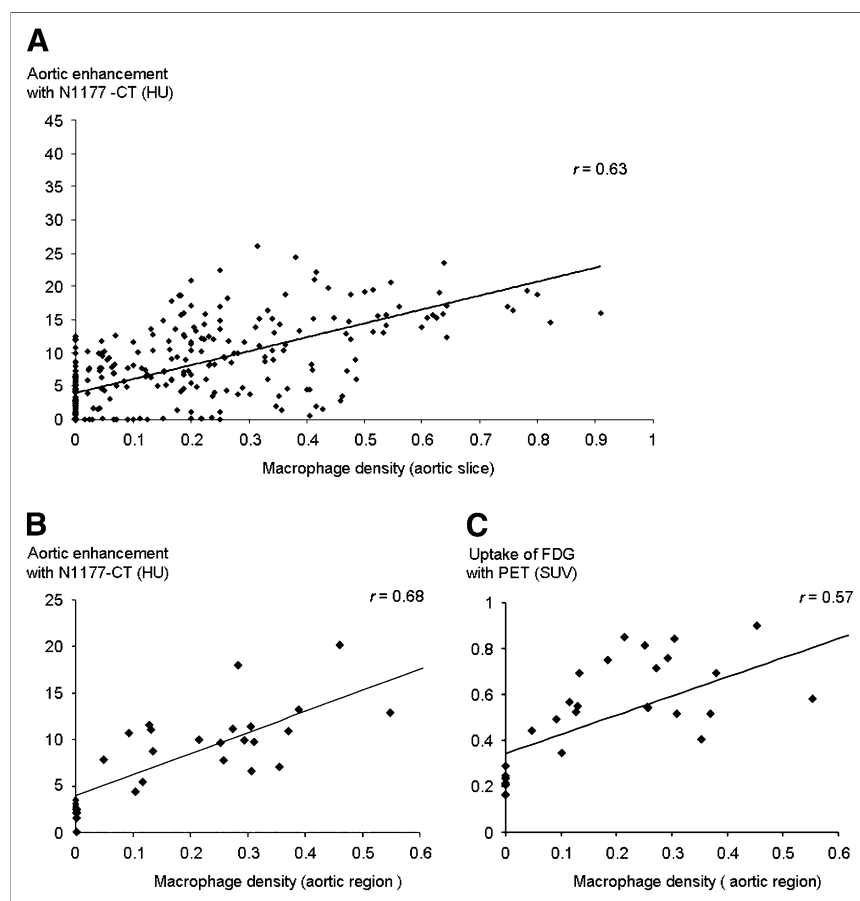 A
Aortic enhancement
with N1177 -CT (HU)
45
40
35
30
25
20
15
10
5
0
r = 0.63
0 0.1 0.2 0.3 0.4 0.5 0.6 0.7 0.8 0.9 1
Macrophage density (aortic slice)
B
Aortic enhancement
with N1177-CT (HU)
25
20
15
10
5
0
r = 0.68
0 0.1 0.2 0.3 0.4 0.5 0.6
Macrophage density (aortic region )
C
Uptake of FDG
with PET (SUV)
1
0.8
0.6
0.4
0.2
0
r = 0.57
0 0.1 0.2 0.3 0.4 0.5 0.6
Macrophage density ( aortic region)